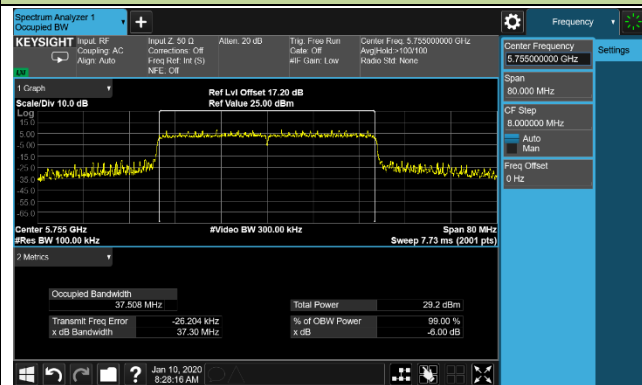 Spectrum Analyzer 1
Occupied BW
Frequency
KEYSIGHT
Input: RF
Coupling: AC
Align: Auto
Input Z: 50 Ω
Corrections: Off
Freq Ref: Int (S)
NFE: Off
Atten: 20 dB
Trig: Free Run
Gate: Off
#IF Gain: Low
Center Freq: 5.755000000 GHz
Avg|Hold:>100/100
Radio Std: None
LM
Center Frequency
5.755000000 GHz
Settings
Span
80.000 MHz
CF Step
8.000000 MHz
Auto
Man
Freq Offset
0 Hz
1 Graph
Scale/Div 10.0 dB
Ref Lvl Offset 17.20 dB
Ref Value 25.00 dBm
Log
15.0
5.00
-5.00
-15.0
-25.0
-35.0
-45.0
-55.0
-65.0
Center 5.755 GHz
#Res BW 100.00 kHz
#Video BW 300.00 kHz
Span 80 MHz
Sweep 7.73 ms (2001 pts)
2 Metrics
Occupied Bandwidth
37.508 MHz
Total Power 29.2 dBm
Transmit Freq Error -26.204 kHz
% of OBW Power 99.00 %
x dB Bandwidth 37.30 MHz
x dB -6.00 dB
Jan 10, 2020
8:28:16 AM